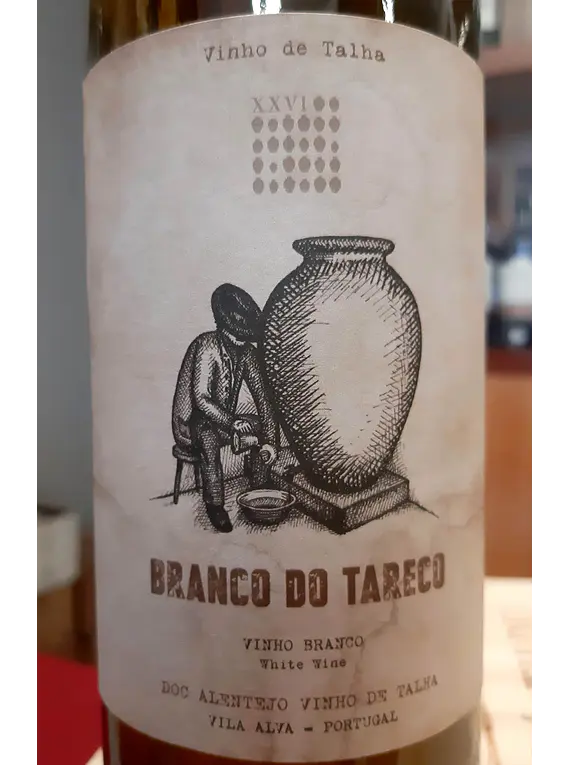 Vinho de Talha
XXVI
BRANCO DO TARECO
VINHO BRANCO
White Wine
DOC ALENTEJO VINHO DE TALHA
VILA ALVA - PORTUGAL